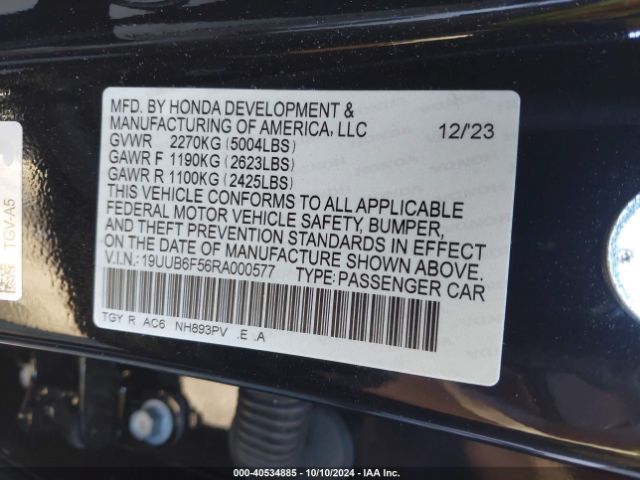 MFD. BY HONDA DEVELOPMENT &
MANUFACTURING OF AMERICA, LLC 12/'23
GVWR 2270KG (5004LBS)
GAWR F 1190KG (2623LBS)
GAWR R 1100KG (2425LBS)
THIS VEHICLE CONFORMS TO ALL APPLICABLE
FEDERAL MOTOR VEHICLE SAFETY, BUMPER,
AND THEFT PREVENTION STANDARDS IN EFFECT
ON THE DATE OF MANUFACTURE SHOWN ABOVE.
V.I.N.: 19UUB6F56RA000577 TYPE: PASSENGER CAR
TGY R AC6 NH893PV .E .A
TGV-A5
000-40534885 - 10/10/2024 - IAA Inc.